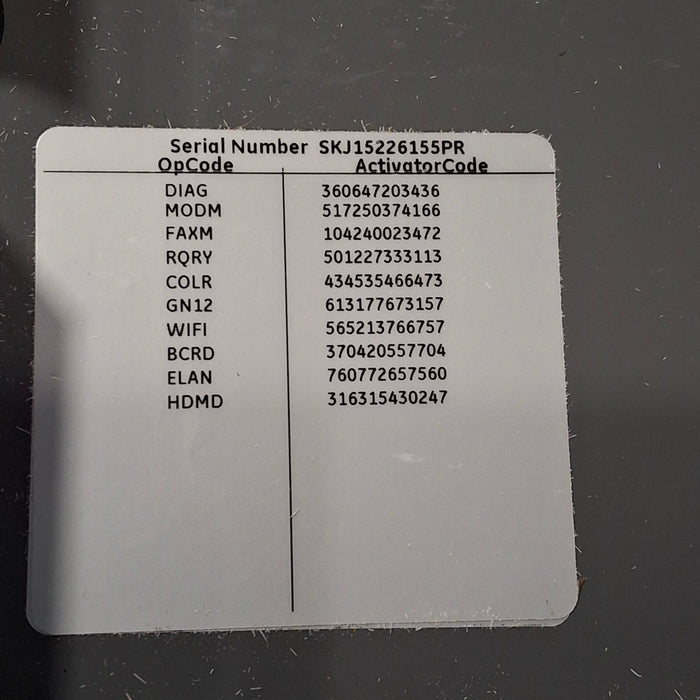 Serial Number SKJ15226155PR
OpCode ActivatorCode
DIAG 360647203436
MODM 517250374166
FAXM 104240023472
RQRY 501227333113
COLR 434535466473
GN12 613177673157
WIFI 565213766757
BCRD 370420557704
ELAN 760772657560
HDMD 316315430247